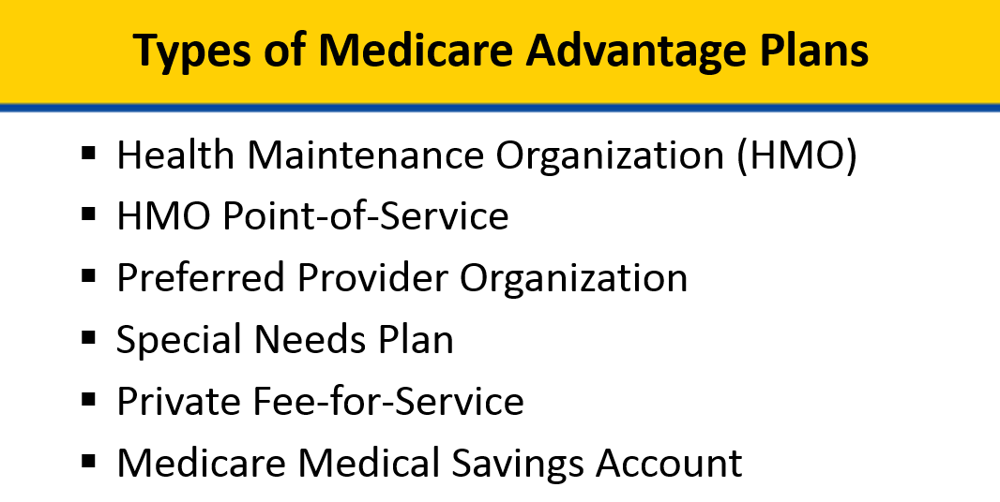 Types of Medicare Advantage Plans
▪ Health Maintenance Organization (HMO)
▪ HMO Point-of-Service
▪ Preferred Provider Organization
▪ Special Needs Plan
▪ Private Fee-for-Service
▪ Medicare Medical Savings Account